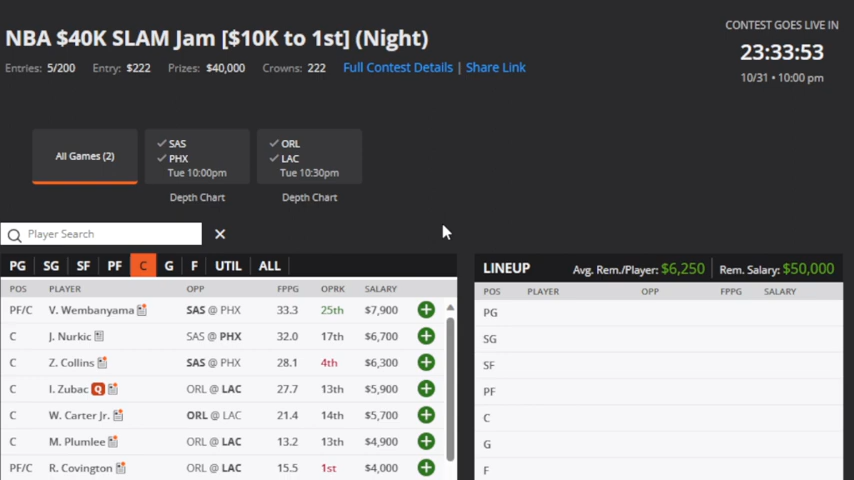 NBA $40K SLAM Jam [$10K to 1st] (Night)
Entries: 5/200 Entry: $222 Prizes: $40,000 Crowns: 222 Full Contest Details | Share Link
CONTEST GOES LIVE IN
23:33:53
10/31 • 10:00 pm
All Games (2)
SAS
PHX
Tue 10:00pm
Depth Chart
ORL
LAC
Tue 10:30pm
Depth Chart
Player Search
PG SG SF PF C G F UTIL ALL
POS PLAYER OPP FPPG OPRK SALARY
PF/C V. Wembanyama SAS @ PHX 33.3 25th $7,900
C J. Nurkic SAS @ PHX 32.0 17th $6,700
C Z. Collins SAS @ PHX 28.1 4th $6,300
C I. Zubac Q ORL @ LAC 27.7 13th $5,900
C W. Carter Jr. ORL @ LAC 21.4 14th $5,700
C M. Plumlee ORL @ LAC 13.2 13th $4,900
PF/C R. Covington ORL @ LAC 15.5 1st $4,000
LINEUP Avg. Rem./Player: $6,250 Rem. Salary: $50,000
POS PLAYER OPP FPPG SALARY
PG
SG
SF
PF
C
G
F